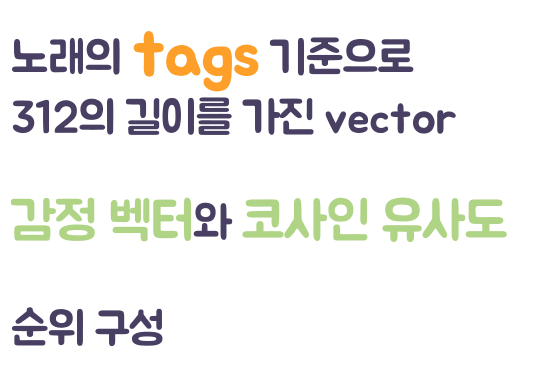 노래의 tags 기준으로
312의 길이를 가진 vector
감정 벡터와 코사인 유사도
순위 구성